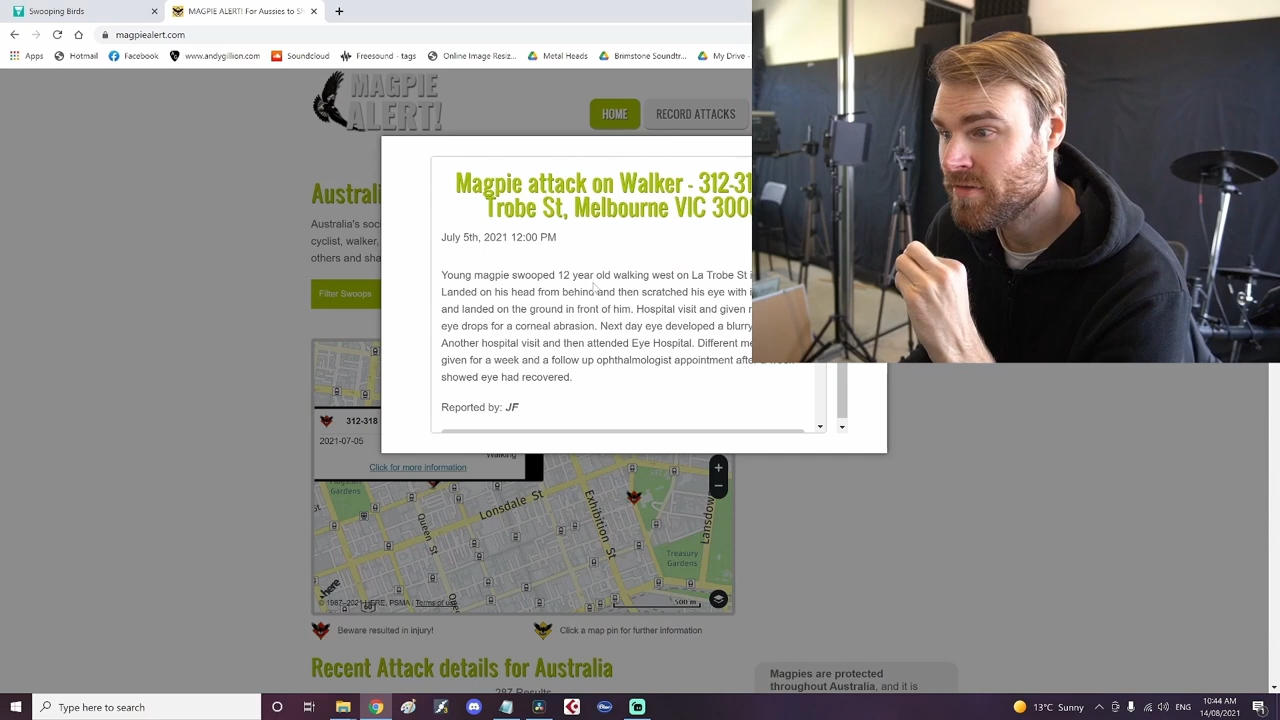 Swooping Birds
MAGPIE ALERT! For Aussies to S
magpiealert.com
Apps
Hotmail
Facebook
www.andygillion.com
Soundcloud
Freesound - tags
Online Image Resiz...
Metal Heads
Brimstone Soundtr...
My Drive
MAGPIE
ALERT!
HOME
RECORD ATTACKS
Magpie attack on Walker - 312-31
Trobe St, Melbourne VIC 300
July 5th, 2021 12:00 PM
Young magpie swooped 12 year old walking west on La Trobe St
Landed on his head from behind and then scratched his eye with
and landed on the ground in front of him. Hospital visit and given
eye drops for a corneal abrasion. Next day eye developed a blurry
Another hospital visit and then attended Eye Hospital. Different
given for a week and a follow up ophthalmologist appointment
showed eye had recovered.
Reported by: JF
Australi
Australia's
cyclist, walker,
others and
Filter Swoops
312-318
2021-07-05
Walking
Click for more information
Gardens
Lonsdale St
Queen St
Exhibition St
Lansdow
Treasury
Gardens
here
© 1987–2021 HERE, PSMA | Terms of use
500 m
Beware resulted in injury!
Click a map pin for further information
Recent Attack details for Australia
287 Results
Magpies are protected
throughout Australia, and it is
Type here to search
13°C Sunny
10:44 AM
14/08/2021